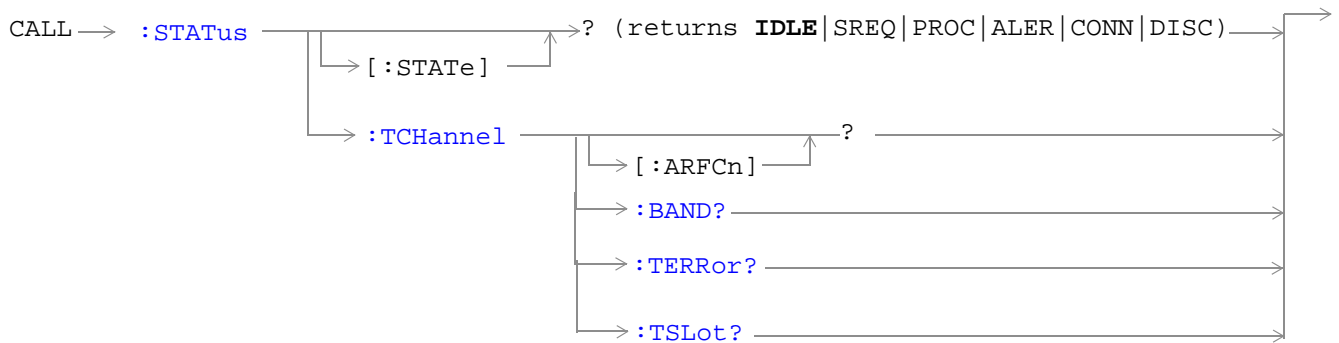 CALL :STATus ? (returns IDLE|SREQ|PROC|ALER|CONN|DISC)
[:STATe]
:TCHannel ?
[:ARFCn]
:BAND?
:TERRor?
:TSLot?